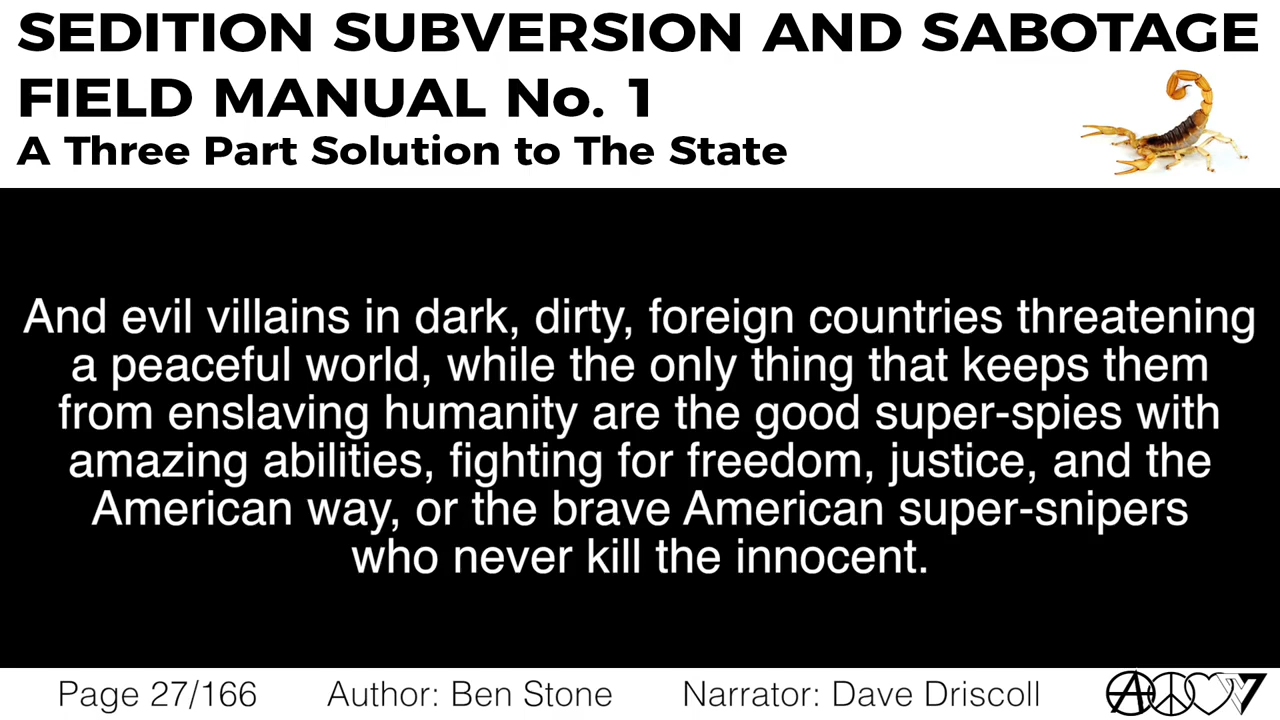 SEDITION SUBVERSION AND SABOTAGE
FIELD MANUAL No. 1
A Three Part Solution to The State
And evil villains in dark, dirty, foreign countries threatening
a peaceful world, while the only thing that keeps them
from enslaving humanity are the good super-spies with
amazing abilities, fighting for freedom, justice, and the
American way, or the brave American super-snipers
who never kill the innocent.
Page 27/166 Author: Ben Stone Narrator: Dave Driscoll